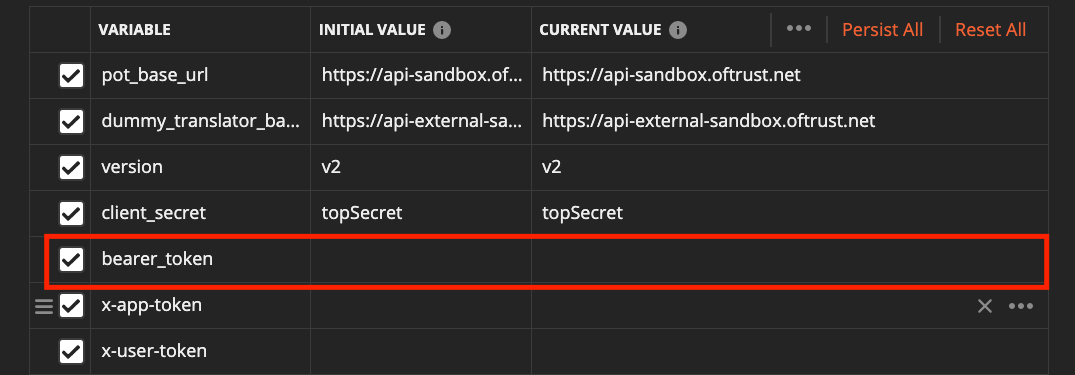 VARIABLE INITIAL VALUE CURRENT VALUE Persist All Reset All
pot_base_url https://api-sandbox.of... https://api-sandbox.oftrust.net
dummy_translator_ba... https://api-external-sa... https://api-external-sandbox.oftrust.net
version v2 v2
client_secret topSecret topSecret
bearer_token
x-app-token
x-user-token